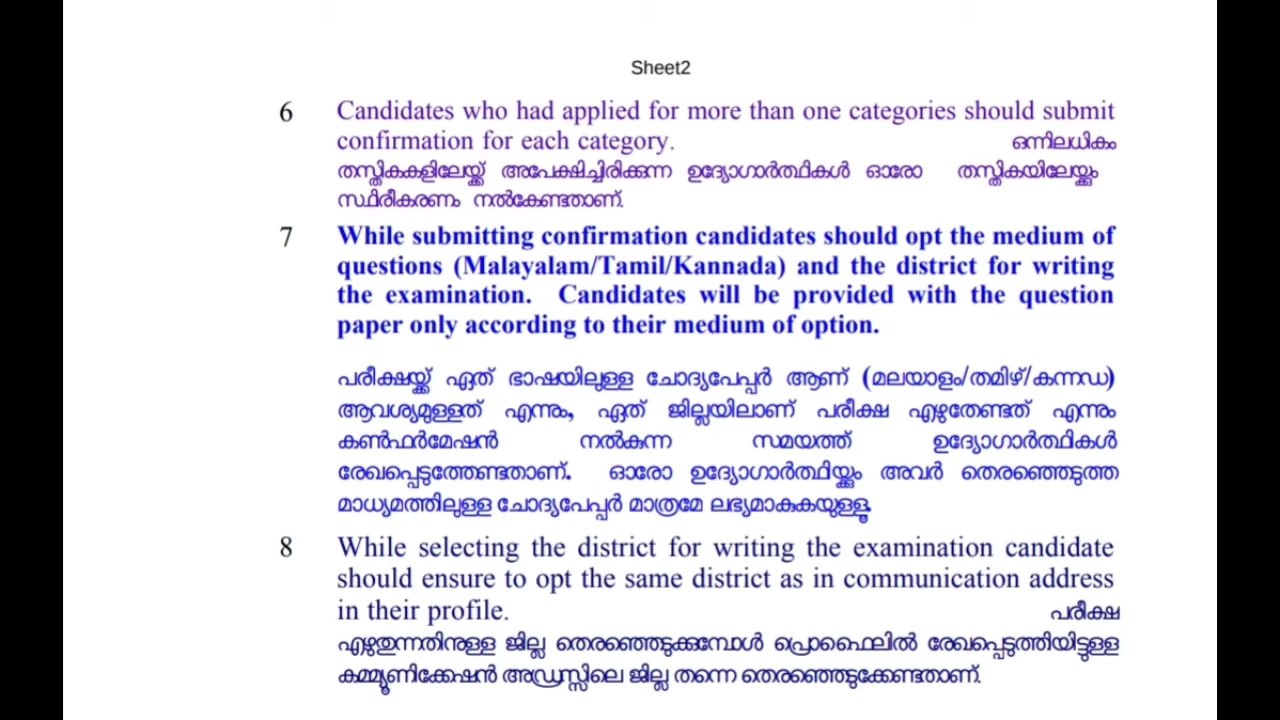 Sheet2
6 Candidates who had applied for more than one categories should submit
confirmation for each category. ഒന്നിലധികം
തസ്തികകളിലേയ്ക്ക് അപേക്ഷിച്ചിരിക്കുന്ന ഉദ്യോഗാർത്ഥികൾ ഓരോ തസ്തികയിലേയ്ക്കും
സ്ഥിരീകരണം നൽകേണ്ടതാണ്.
7 While submitting confirmation candidates should opt the medium of
questions (Malayalam/Tamil/Kannada) and the district for writing
the examination. Candidates will be provided with the question
paper only according to their medium of option.
പരീക്ഷയ്ക്ക് ഏത് ഭാഷയിലുള്ള ചോദ്യപേപ്പർ ആണ് (മലയാളം/തമിഴ്/കന്നഡ)
ആവശ്യമുള്ളത് എന്നും, ഏത് ജില്ലയിലാണ് പരീക്ഷ എഴുതേണ്ടത് എന്നും
കൺഫർമേഷൻ നൽകുന്ന സമയത്ത് ഉദ്യോഗാർത്ഥികൾ
രേഖപ്പെടുത്തേണ്ടതാണ്. ഓരോ ഉദ്യോഗാർത്ഥിയ്ക്കും അവർ തെരഞ്ഞെടുത്ത
മാധ്യമത്തിലുള്ള ചോദ്യപേപ്പർ മാത്രമേ ലഭ്യമാകുകയുള്ളൂ.
8 While selecting the district for writing the examination candidate
should ensure to opt the same district as in communication address
in their profile. പരീക്ഷ
എഴുതുന്നതിനുള്ള ജില്ല തെരഞ്ഞെടുക്കുമ്പോൾ പ്രൊഫൈലിൽ രേഖപ്പെടുത്തിയിട്ടുള്ള
കമ്മ്യൂണിക്കേഷൻ അഡ്രസ്സിലെ ജില്ല തന്നെ തെരഞ്ഞെടുക്കേണ്ടതാണ്.